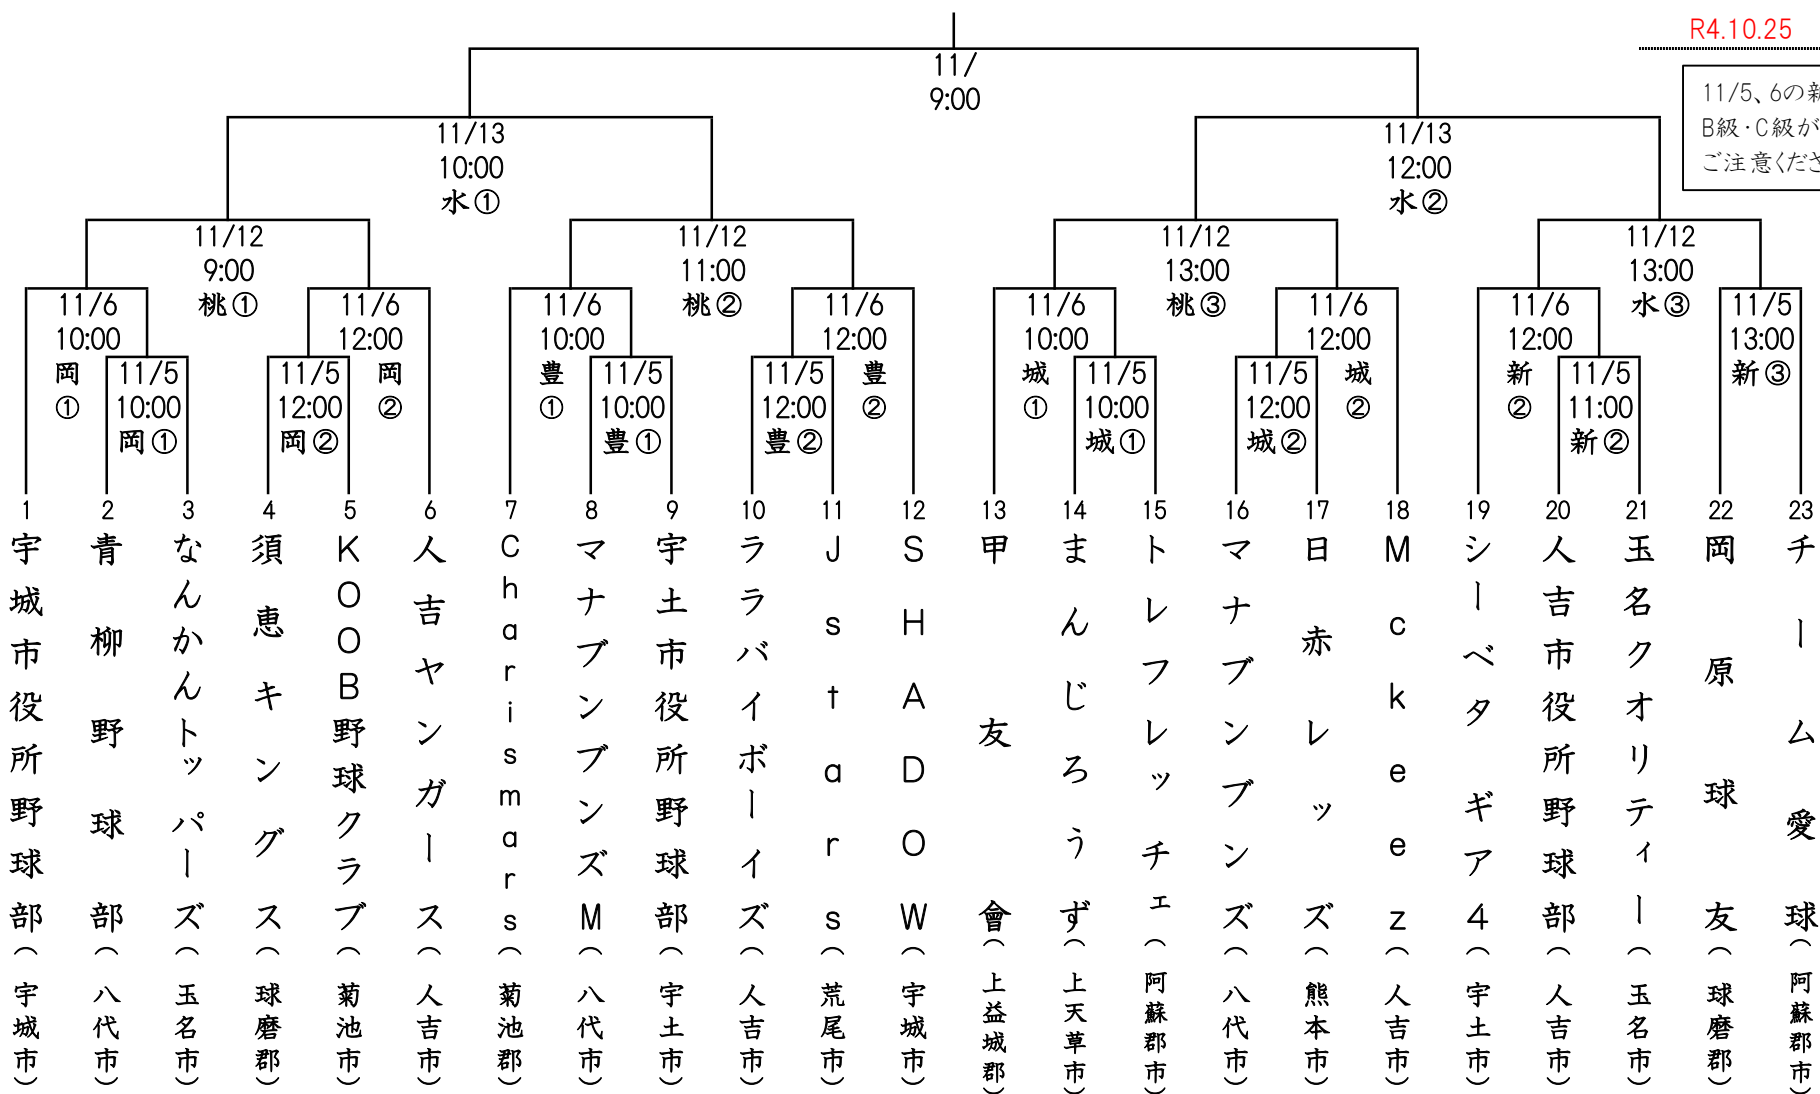 R4.10.25
11/5、6の新
B級・C級が
ご注意くださ
11/
9:00
11/13
10:00
水①
11/13
12:00
水②
11/12
9:00
桃①
11/12
11:00
桃②
11/12
13:00
桃③
11/12
13:00
水③
11/6
10:00
岡
①
11/6
12:00
岡
②
11/6
10:00
豊
①
11/6
12:00
豊
②
11/6
10:00
城
①
11/6
12:00
城
②
11/6
12:00
新
②
11/5
13:00
新③
11/5
10:00
岡①
11/5
12:00
岡②
11/5
10:00
豊①
11/5
12:00
豊②
11/5
10:00
城①
11/5
12:00
城②
11/5
11:00
新②
1
宇城市役所野球部(宇城市)
2
青柳野球部(八代市)
3
なんかんトッパーズ(玉名市)
4
須恵キングス(球磨郡)
5
KOOB野球クラブ(菊池市)
6
人吉ヤンガース(人吉市)
7
Charismars(菊池郡)
8
マナブンブンズM(八代市)
9
宇土市役所野球部(宇土市)
10
ララバイボーイズ(人吉市)
11
Jstars(荒尾市)
12
SHADOW(宇城市)
13
甲友會(上益城郡)
14
まんじろうず(上天草市)
15
トレフレッチェ(阿蘇郡市)
16
マナブンブンズ(八代市)
17
日赤レッズ(熊本市)
18
Mckeez(人吉市)
19
シーベタギア4(宇土市)
20
人吉市役所野球部(人吉市)
21
玉名クオリティー(玉名市)
22
岡原球友(球磨郡)
23
チーム愛球(阿蘇郡市)